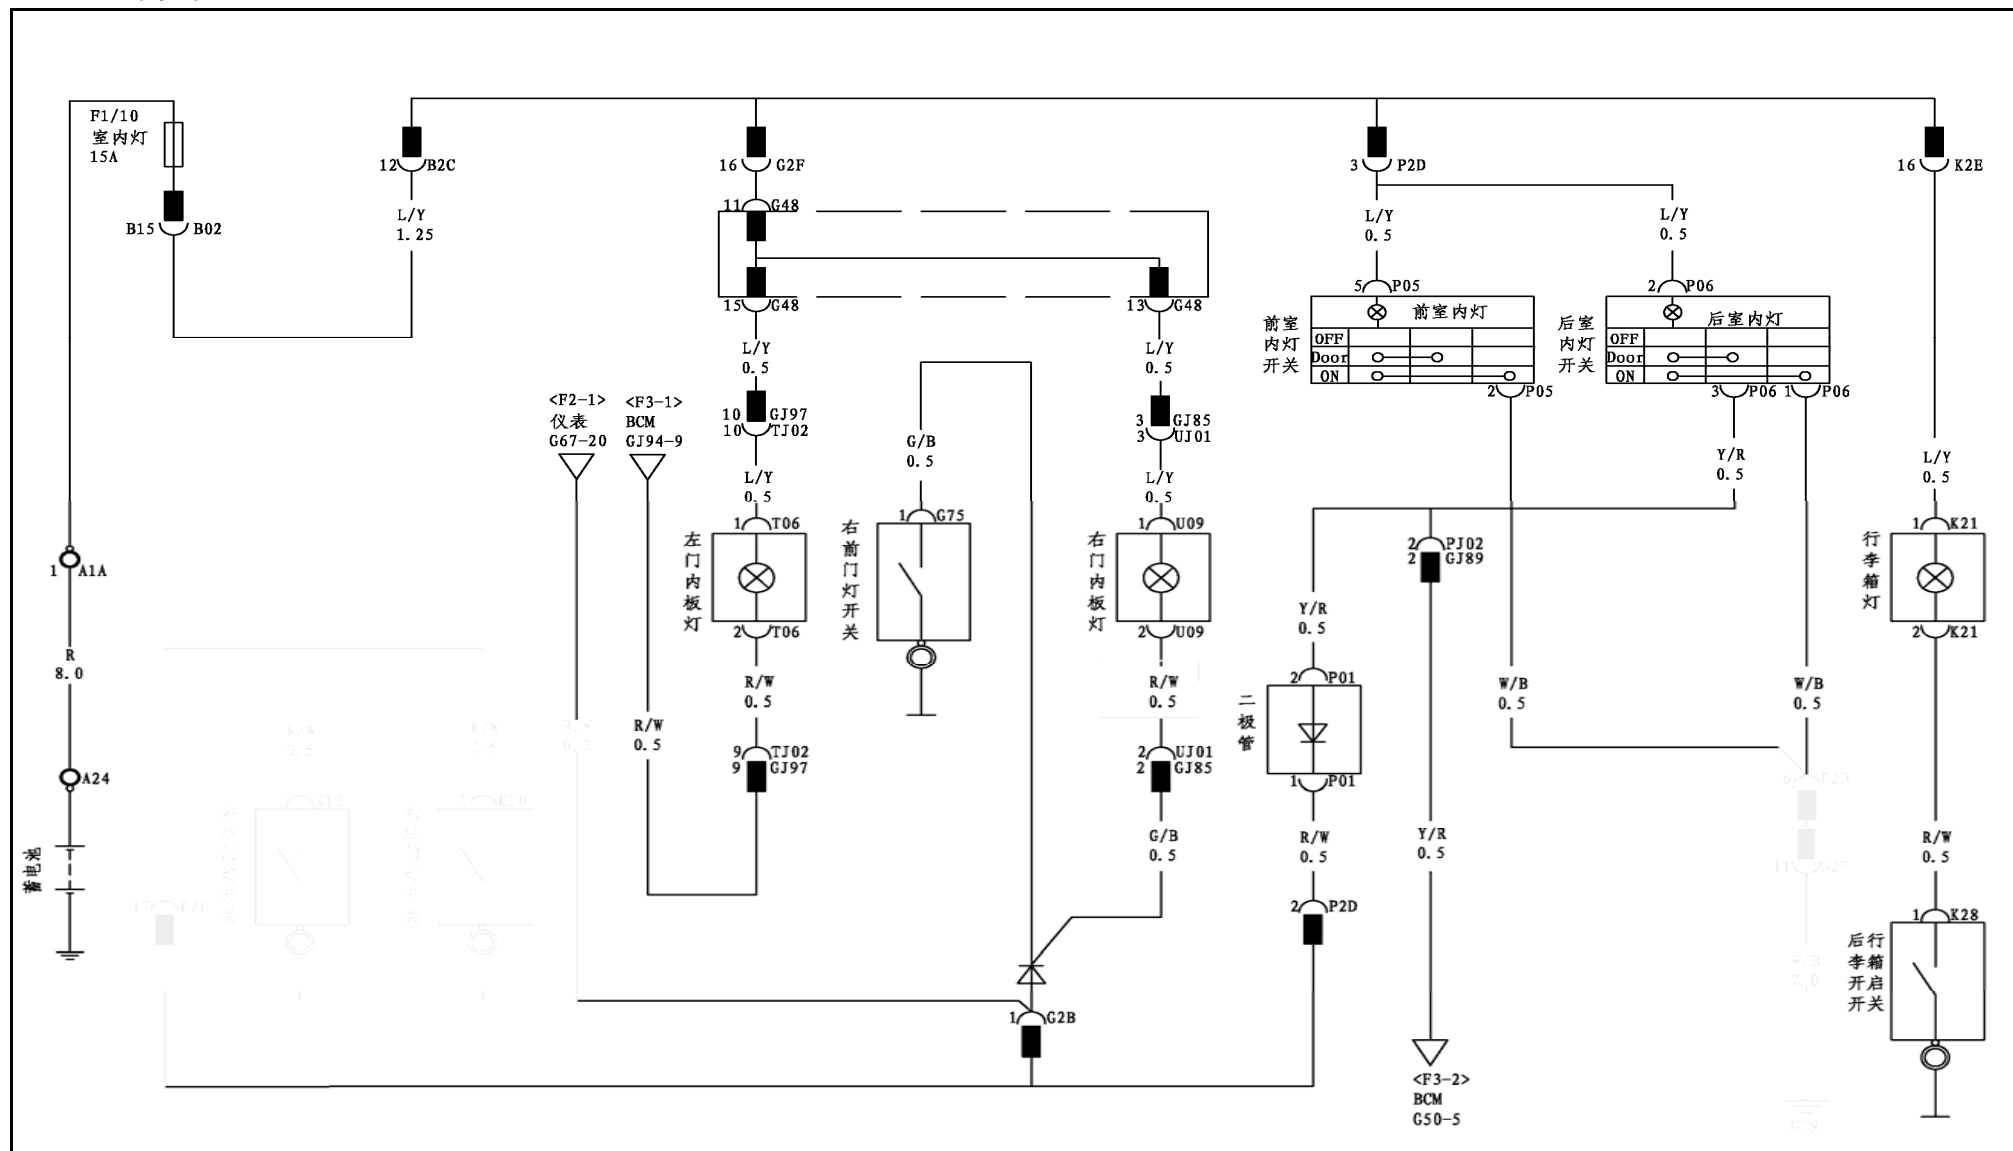 F1/10
室内灯
15A
B15 B02
12 B2C
L/Y
1.25
16 G2F
11 G48
15 G48
13 G48
L/Y
0.5
L/Y
0.5
3 P2D
16 K2E
L/Y
0.5
L/Y
0.5
5 P05
2 P06
前室内灯
OFF
Door
ON
前室
内灯
开关
2 P05
后室内灯
OFF
Door
ON
后室
内灯
开关
3 P06
1 P06
<F2-1>
仪表
G67-20
<F3-1>
BCM
GJ94-9
10 GJ97
10 TJ02
G/B
0.5
3 GJ85
3 UJ01
L/Y
0.5
L/Y
0.5
Y/R
0.5
L/Y
0.5
1 T06
左门内板灯
2 T06
1 G75
右前门灯开关
1 U09
右门内板灯
2 U09
2 PJ02
2 GJ89
1 K21
行李箱灯
2 K21
1 A1A
R
8.0
A24
蓄电池
R/W
0.5
R/W
0.5
9 TJ02
9 GJ97
R/W
0.5
2 UJ01
2 GJ85
G/B
0.5
Y/R
0.5
2 P01
二极管
1 P01
R/W
0.5
2 P2D
W/B
0.5
W/B
0.5
Y/R
0.5
R/W
0.5
1 K28
后行
李箱
开启
开关
17 K2E
1 G2B
<F3-2>
BCM
G50-5